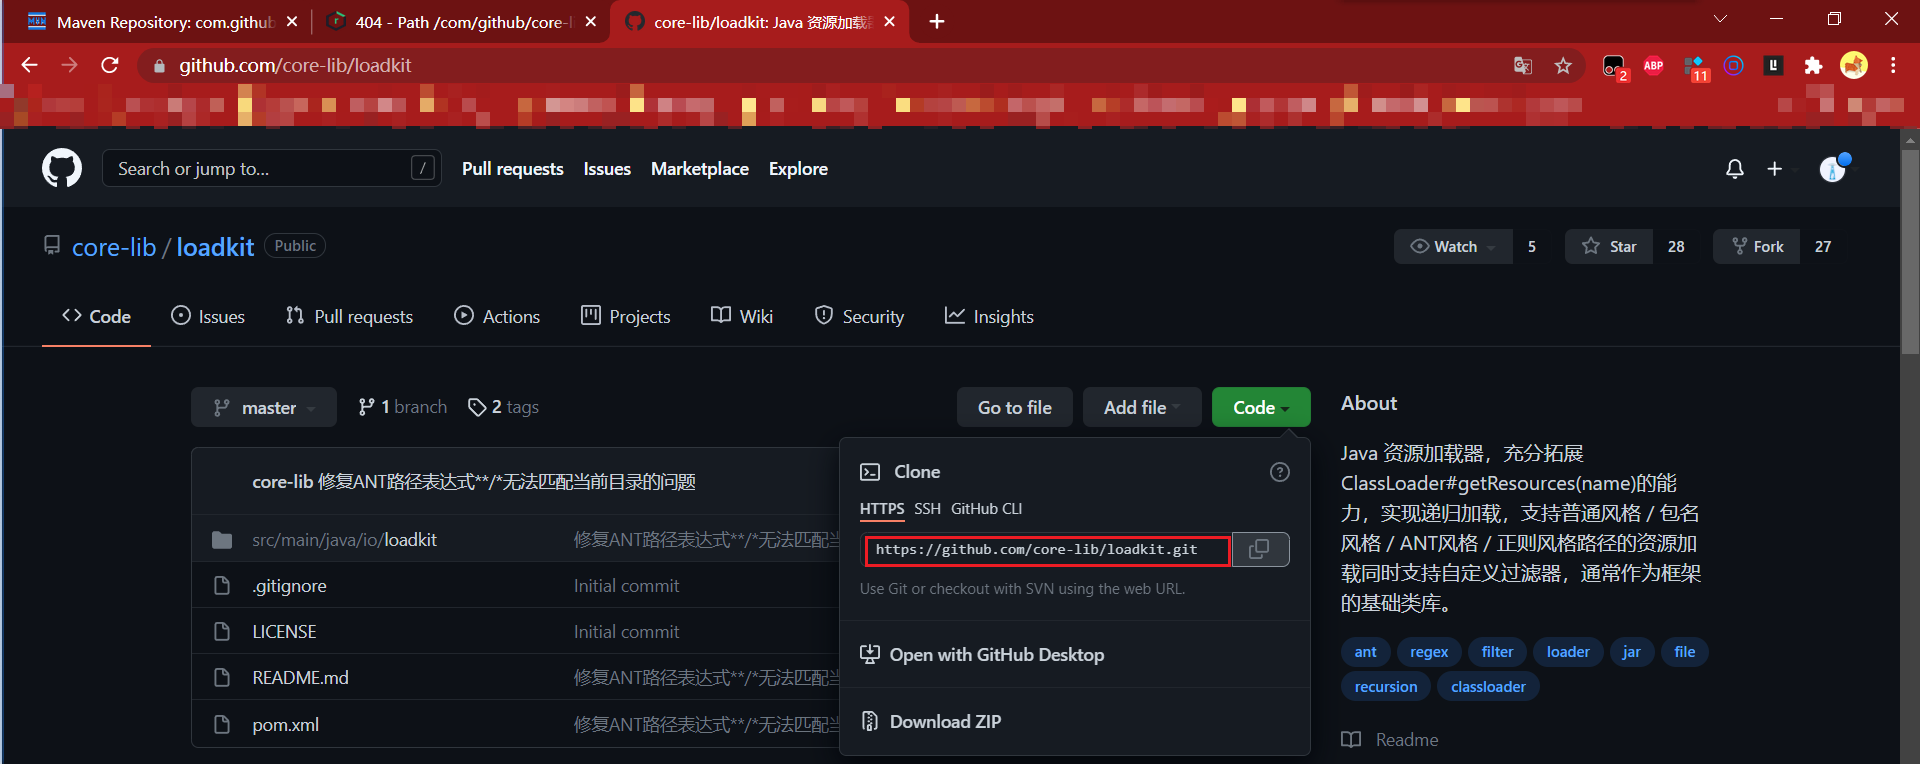 Maven Repository: com.github
404 - Path /com/github/core-l
core-lib/loadkit: Java 资源加载
github.com/core-lib/loadkit
2
ABP
11
Search or jump to...
/
Pull requests
Issues
Marketplace
Explore
core-lib / loadkit
Public
Watch
5
Star
28
Fork
27
Code
Issues
Pull requests
Actions
Projects
Wiki
Security
Insights
master
1 branch
2 tags
Go to file
Add file
Code
core-lib 修复ANT路径表达式**/*无法匹配当前目录的问题
src/main/java/io/loadkit
修复ANT路径表达式**/*无法匹配当
.gitignore
Initial commit
LICENSE
Initial commit
README.md
修复ANT路径表达式**/*无法匹配当
pom.xml
修复ANT路径表达式**/*无法匹配当
Clone
HTTPS
SSH
GitHub CLI
https://github.com/core-lib/loadkit.git
Use Git or checkout with SVN using the web URL.
Open with GitHub Desktop
Download ZIP
About
Java 资源加载器，充分拓展
ClassLoader#getResources(name)的能
力，实现递归加载，支持普通风格 / 包名
风格 / ANT风格 / 正则风格路径的资源加
载同时支持自定义过滤器，通常作为框架
的基础类库。
ant
regex
filter
loader
jar
file
recursion
classloader
Readme